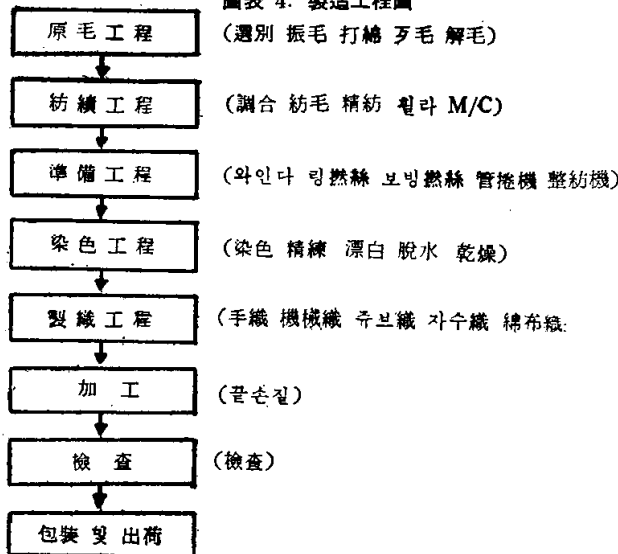 圖表 4. 製造工程圖
原毛工程 (選別 振毛 打綿 歹毛 解毛)
紡績工程 (調合 紡毛 精紡 윌라 M/C)
準備工程 (와인다 링撚絲 보빙撚絲 管捲機 整紡機)
染色工程 (染色 精練 漂白 脫水 乾燥)
製織工程 (手織 機械織 쥬브織 자수織 綿布織
加 工 (끝손질)
檢 査 (檢査)
包裝 및 出荷